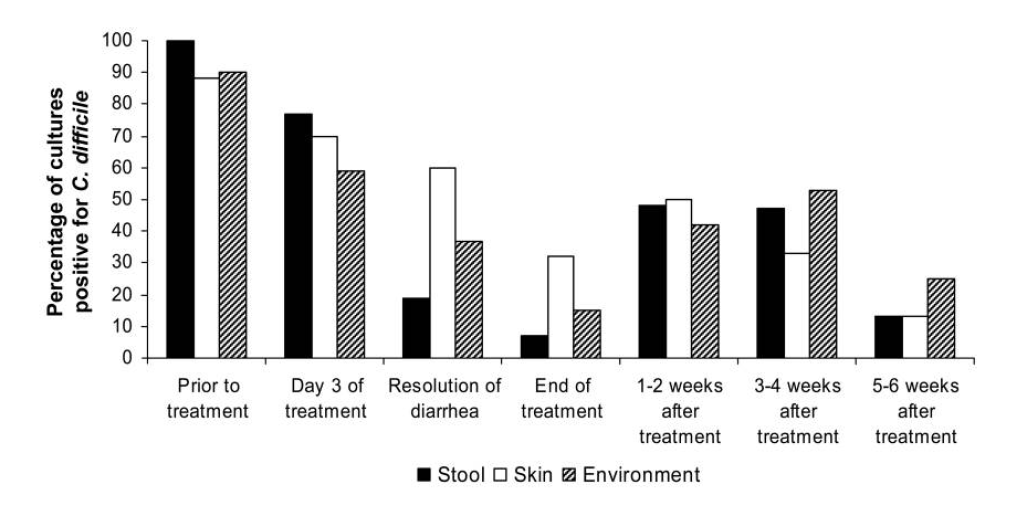 Percentage of cultures
positive for C. difficile
100
90
80
70
60
50
40
30
20
10
0
Prior to
treatment
Day 3 of
treatment
Resolution of
diarrhea
End of
treatment
1-2 weeks
after
treatment
3-4 weeks
after
treatment
5-6 weeks
after
treatment
Stool Skin Environment